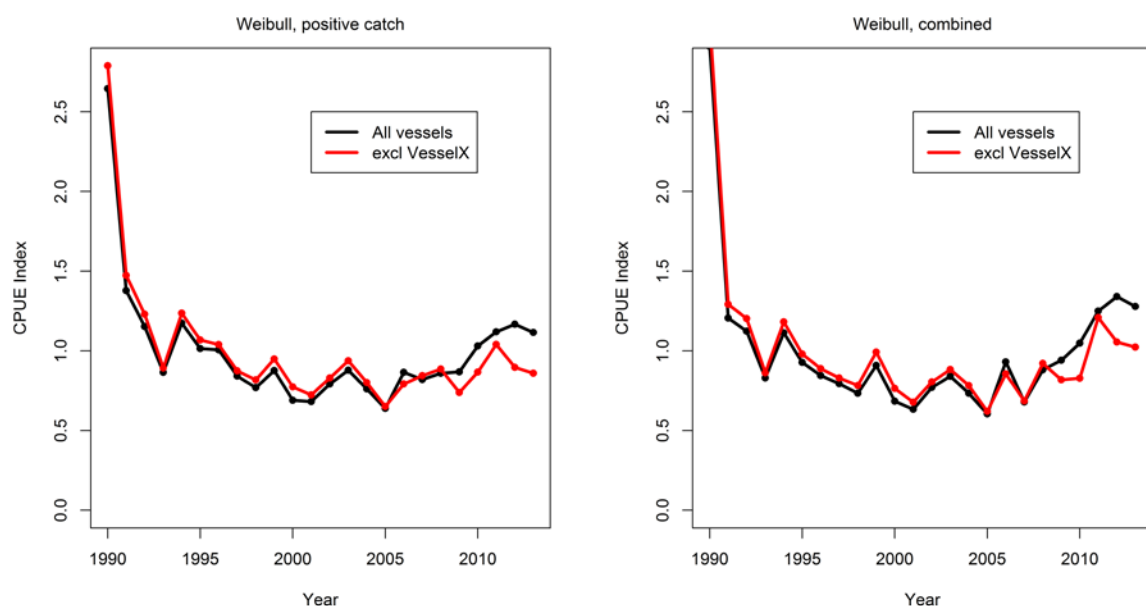 Weibull, positive catch
CPUE Index
2.5
2.0
1.5
1.0
0.5
0.0
All vessels
excl VesselX
1990 1995 2000 2005 2010
Year
Weibull, combined
CPUE Index
2.5
2.0
1.5
1.0
0.5
0.0
All vessels
excl VesselX
1990 1995 2000 2005 2010
Year